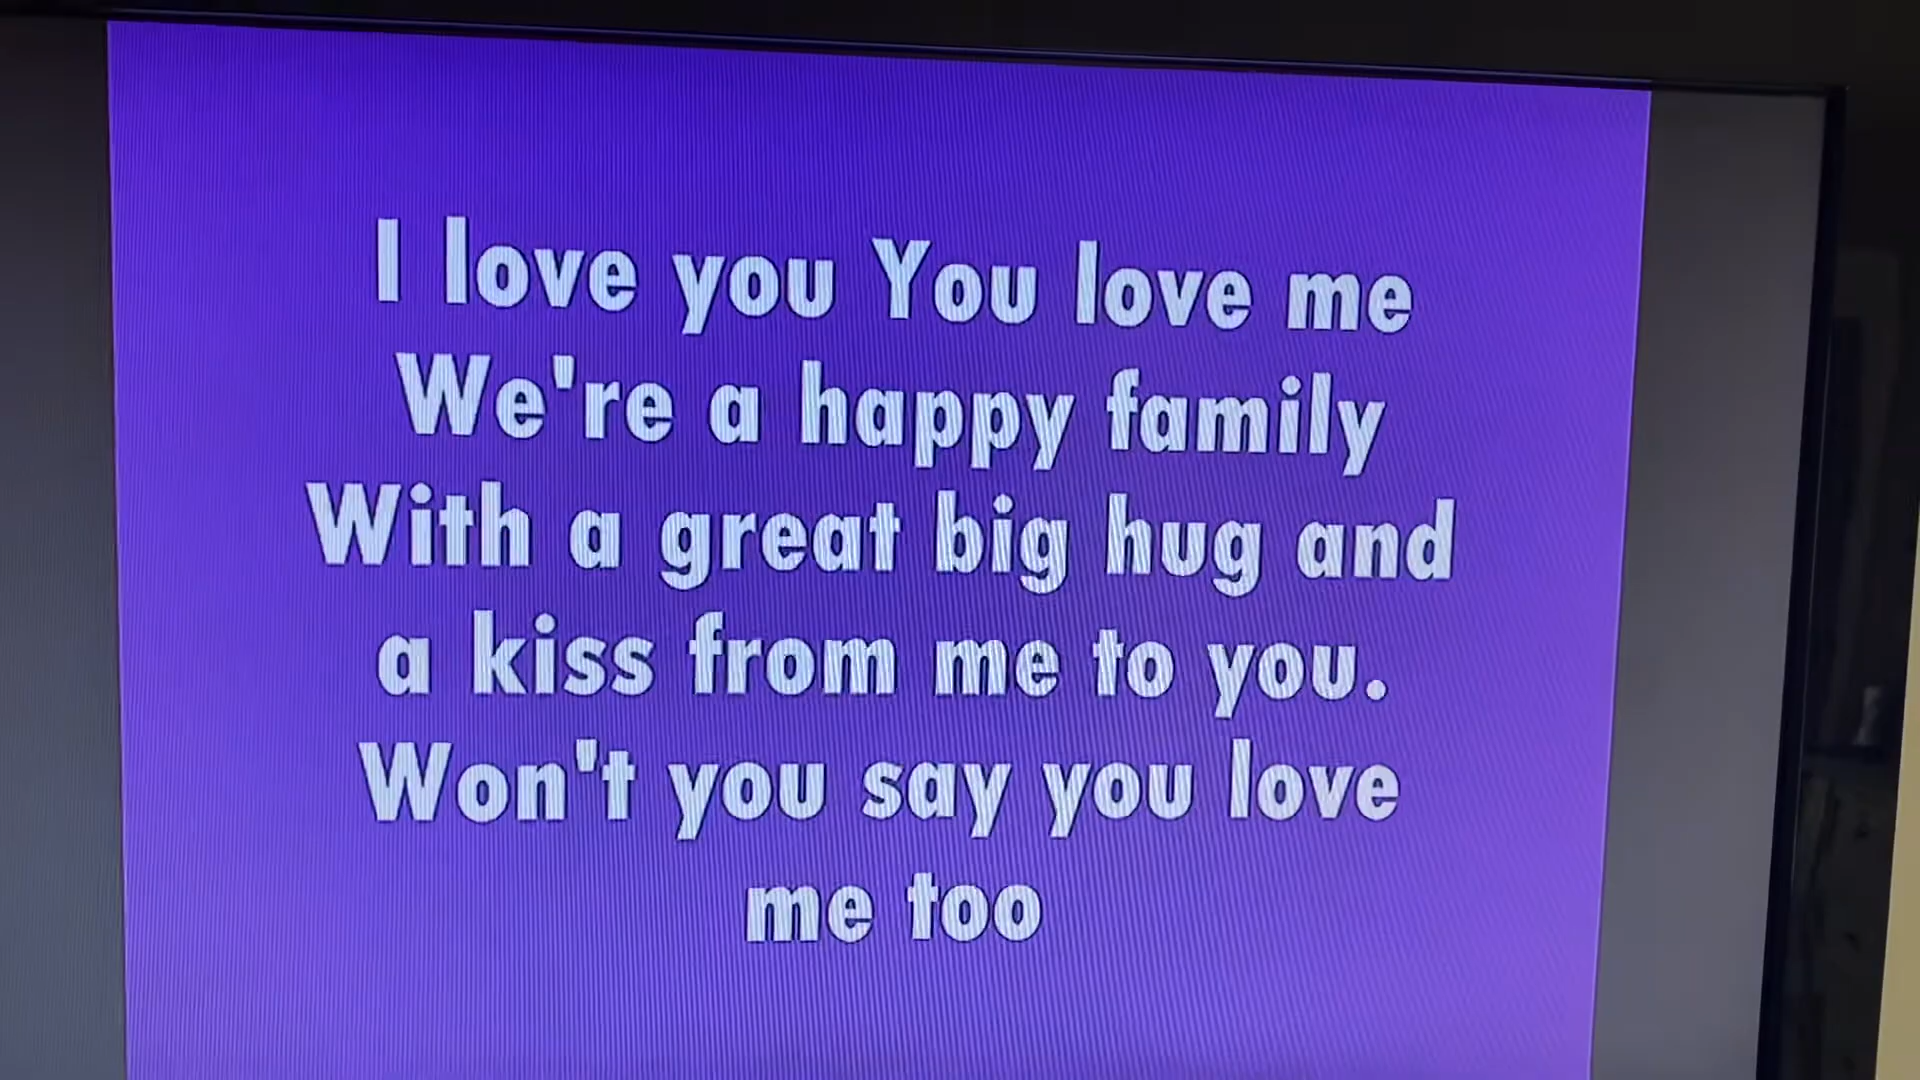 I love you You love me
We're a happy family
With a great big hug and
a kiss from me to you.
Won't you say you love
me too